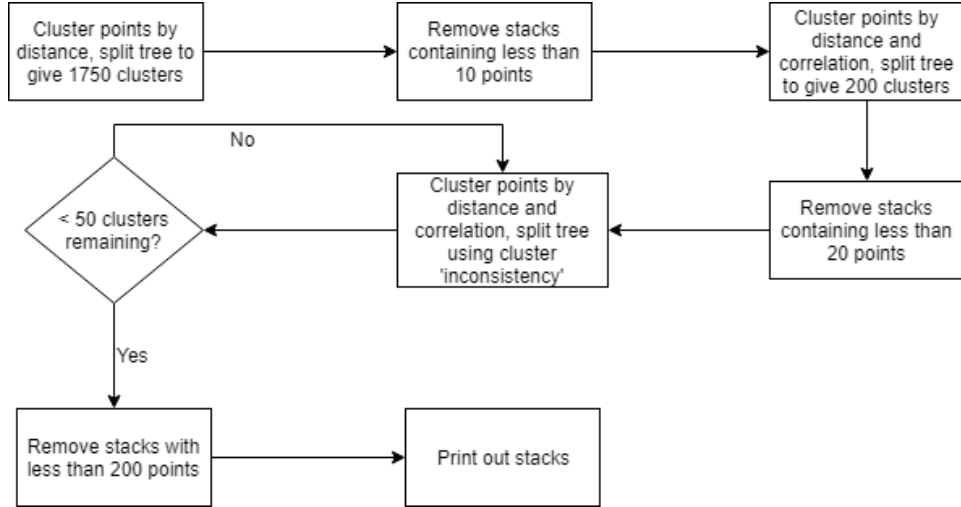 Cluster points by
distance, split tree to
give 1750 clusters
Remove stacks
containing less than
10 points
Cluster points by
distance and
correlation, split tree
to give 200 clusters
Remove stacks
containing less than
20 points
Cluster points by
distance and
correlation, split tree
using cluster
'inconsistency'
No
< 50 clusters
remaining?
Yes
Remove stacks with
less than 200 points
Print out stacks